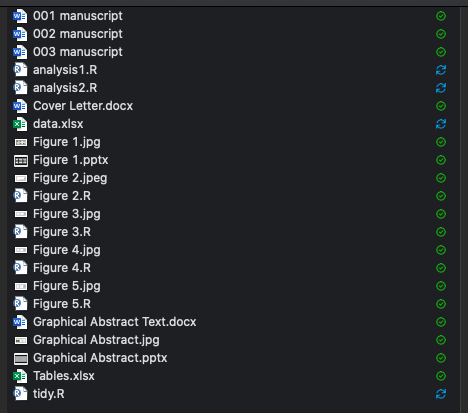 001 manuscript
002 manuscript
003 manuscript
analysis1.R
analysis2.R
Cover Letter.docx
data.xlsx
Figure 1.jpg
Figure 1.pptx
Figure 2.jpeg
Figure 2.R
Figure 3.jpg
Figure 3.R
Figure 4.jpg
Figure 4.R
Figure 5.jpg
Figure 5.R
Graphical Abstract Text.docx
Graphical Abstract.jpg
Graphical Abstract.pptx
Tables.xlsx
tidy.R